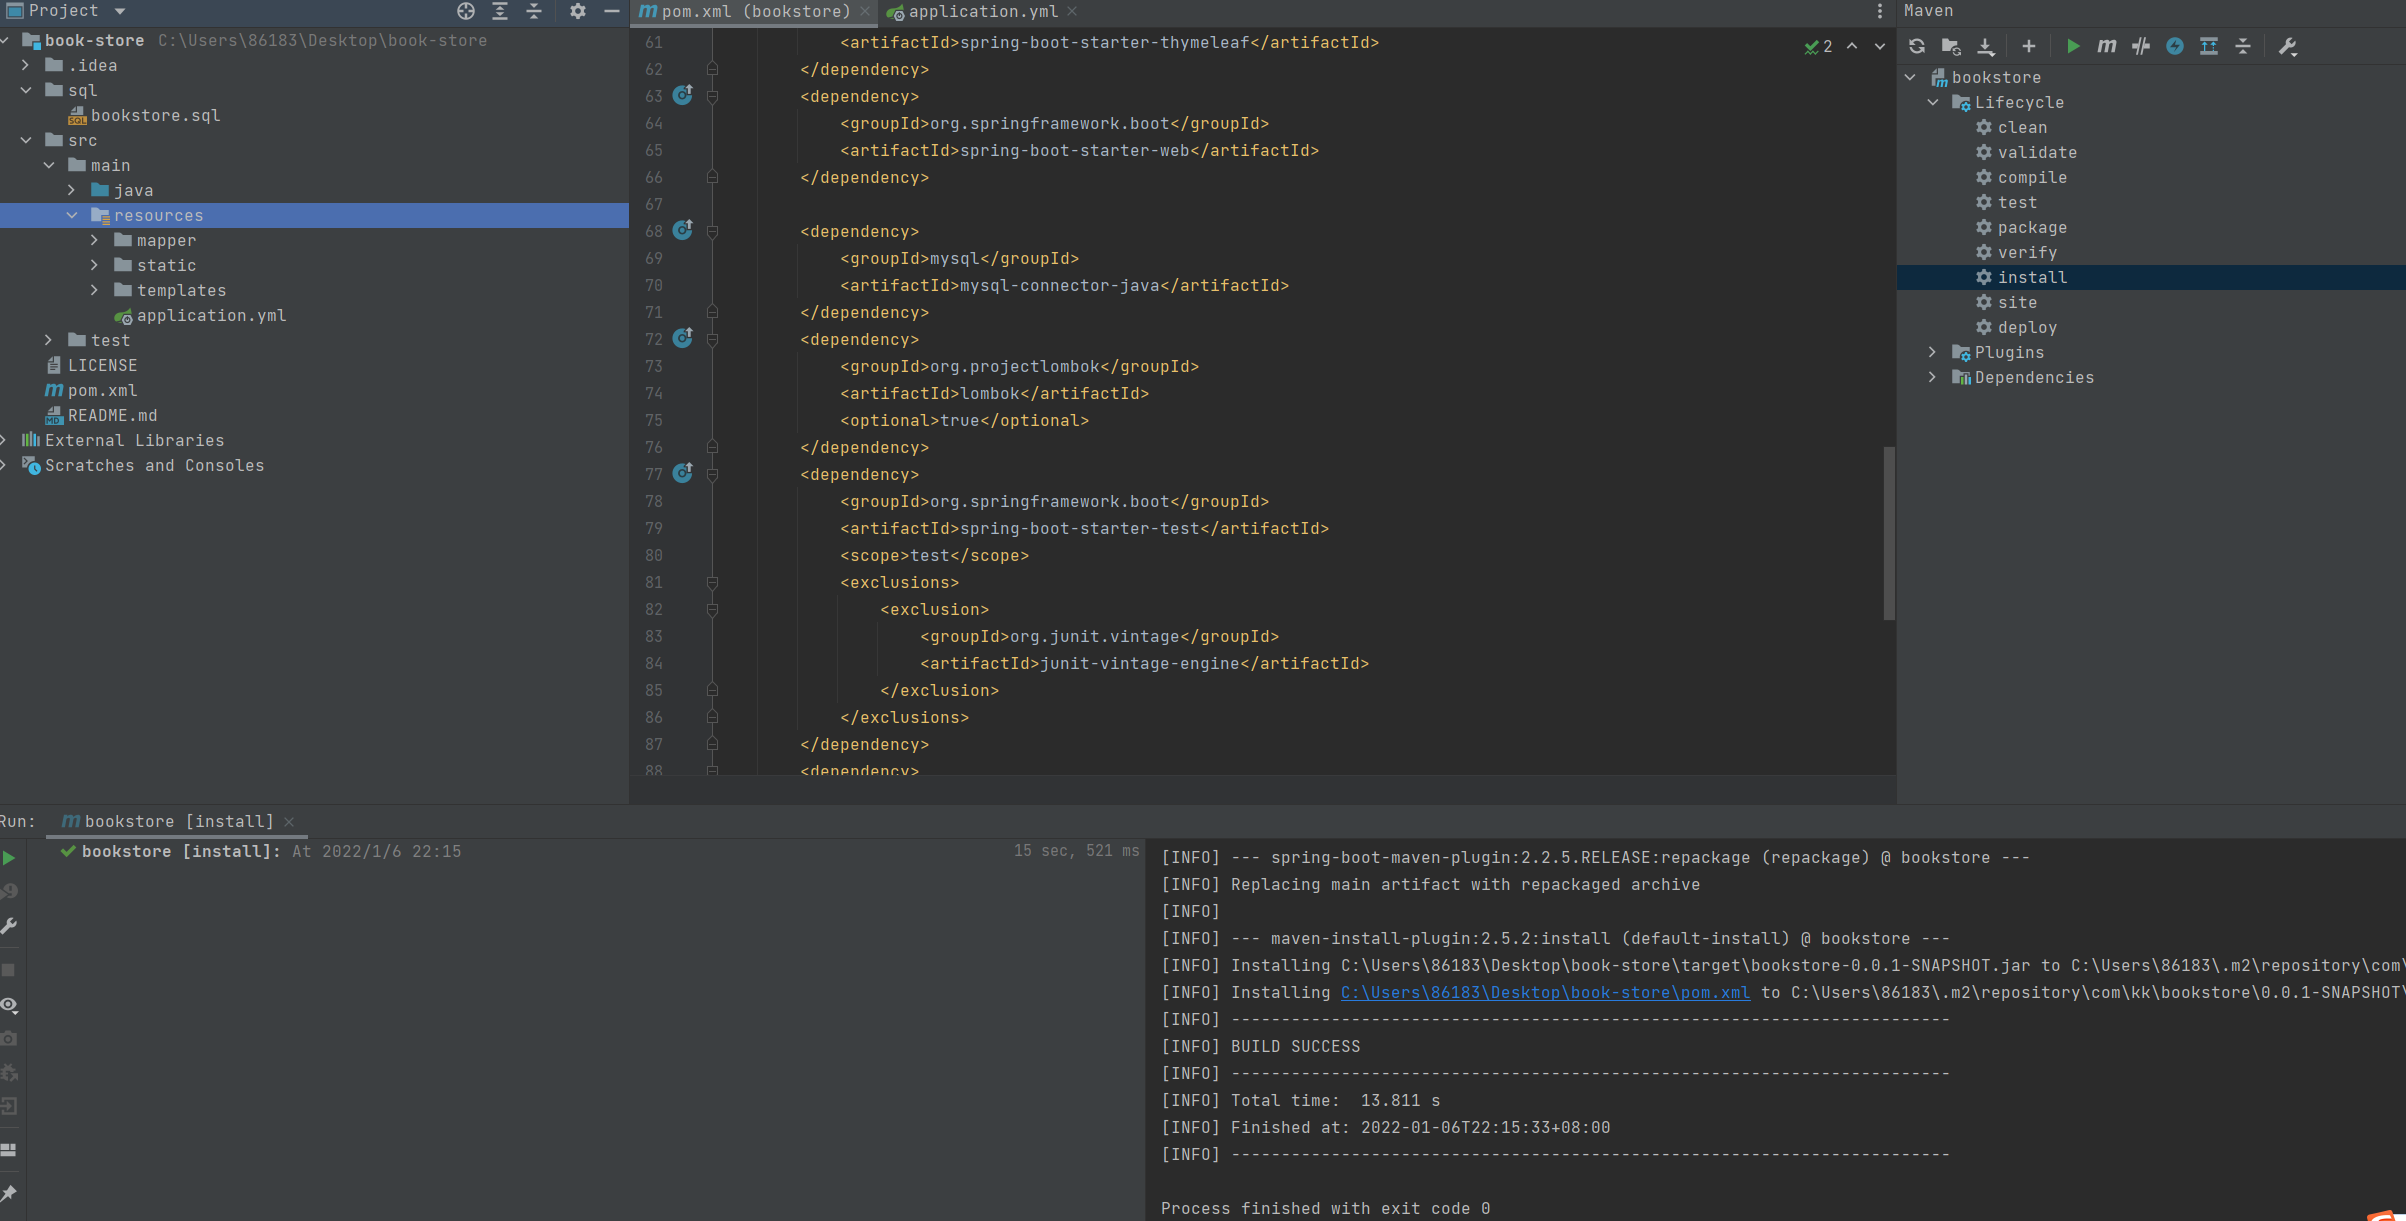 Project
book-store C:\Users\86183\Desktop\book-store
.idea
sql
bookstore.sql
src
main
java
resources
mapper
static
templates
application.yml
test
LICENSE
pom.xml
README.md
External Libraries
Scratches and Consoles
pom.xml (bookstore)
application.yml
2
61 <artifactId>spring-boot-starter-thymeleaf</artifactId>
62 </dependency>
63 <dependency>
64 <groupId>org.springframework.boot</groupId>
65 <artifactId>spring-boot-starter-web</artifactId>
66 </dependency>
67
68 <dependency>
69 <groupId>mysql</groupId>
70 <artifactId>mysql-connector-java</artifactId>
71 </dependency>
72 <dependency>
73 <groupId>org.projectlombok</groupId>
74 <artifactId>lombok</artifactId>
75 <optional>true</optional>
76 </dependency>
77 <dependency>
78 <groupId>org.springframework.boot</groupId>
79 <artifactId>spring-boot-starter-test</artifactId>
80 <scope>test</scope>
81 <exclusions>
82 <exclusion>
83 <groupId>org.junit.vintage</groupId>
84 <artifactId>junit-vintage-engine</artifactId>
85 </exclusion>
86 </exclusions>
87 </dependency>
88 <dependency>
Maven
bookstore
Lifecycle
clean
validate
compile
test
package
verify
install
site
deploy
Plugins
Dependencies
Run: bookstore [install]
bookstore [install]: At 2022/1/6 22:15 15 sec, 521 ms
[INFO] --- spring-boot-maven-plugin:2.2.5.RELEASE:repackage (repackage) @ bookstore ---
[INFO] Replacing main artifact with repackaged archive
[INFO]
[INFO] --- maven-install-plugin:2.5.2:install (default-install) @ bookstore ---
[INFO] Installing C:\Users\86183\Desktop\book-store\target\bookstore-0.0.1-SNAPSHOT.jar to C:\Users\86183\.m2\repository\com\
[INFO] Installing C:\Users\86183\Desktop\book-store\pom.xml to C:\Users\86183\.m2\repository\com\kk\bookstore\0.0.1-SNAPSHOT\
[INFO] ------------------------------------------------------------------------
[INFO] BUILD SUCCESS
[INFO] ------------------------------------------------------------------------
[INFO] Total time:  13.811 s
[INFO] Finished at: 2022-01-06T22:15:33+08:00
[INFO] ------------------------------------------------------------------------
Process finished with exit code 0